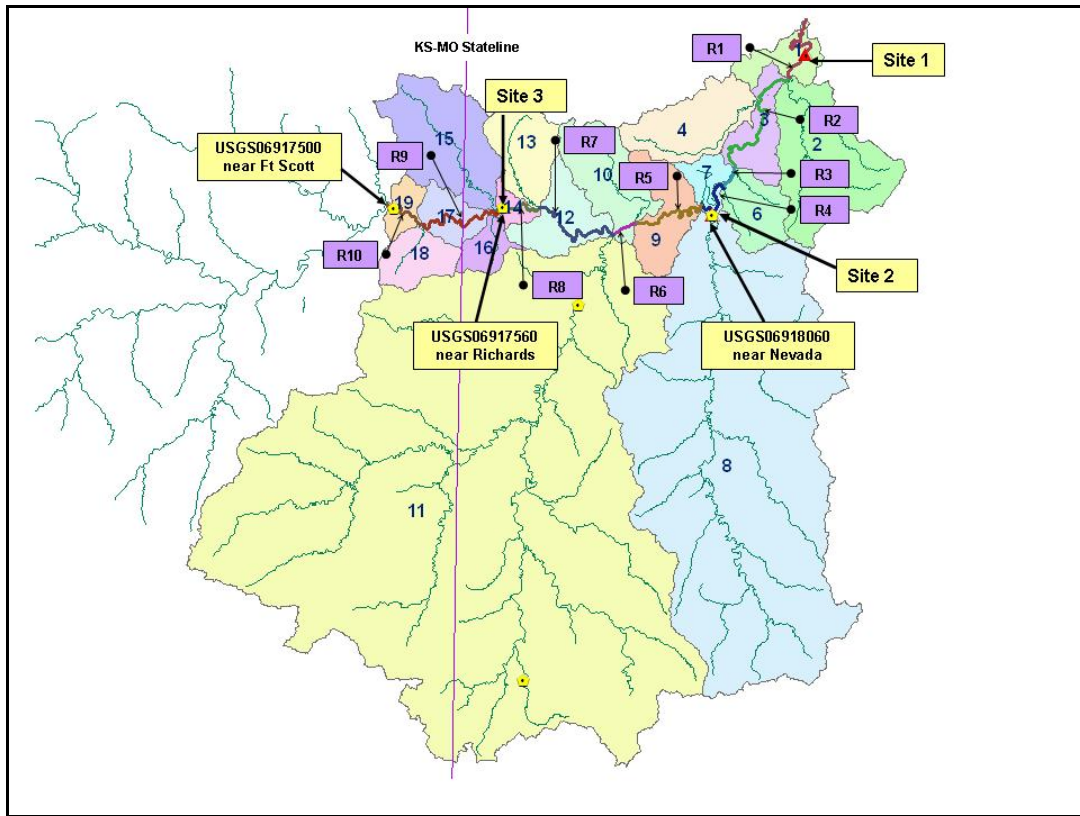 KS-MO Stateline
R1
1
Site 1
Site 3
4
3
R2
2
USGS06917500
near Ft Scott
R9
15
13
R7
10
R5
7
R3
19
17
14
12
9
6
R4
R10
18
16
R8
R6
Site 2
USGS06917560
near Richards
USGS06918060
near Nevada
8
11